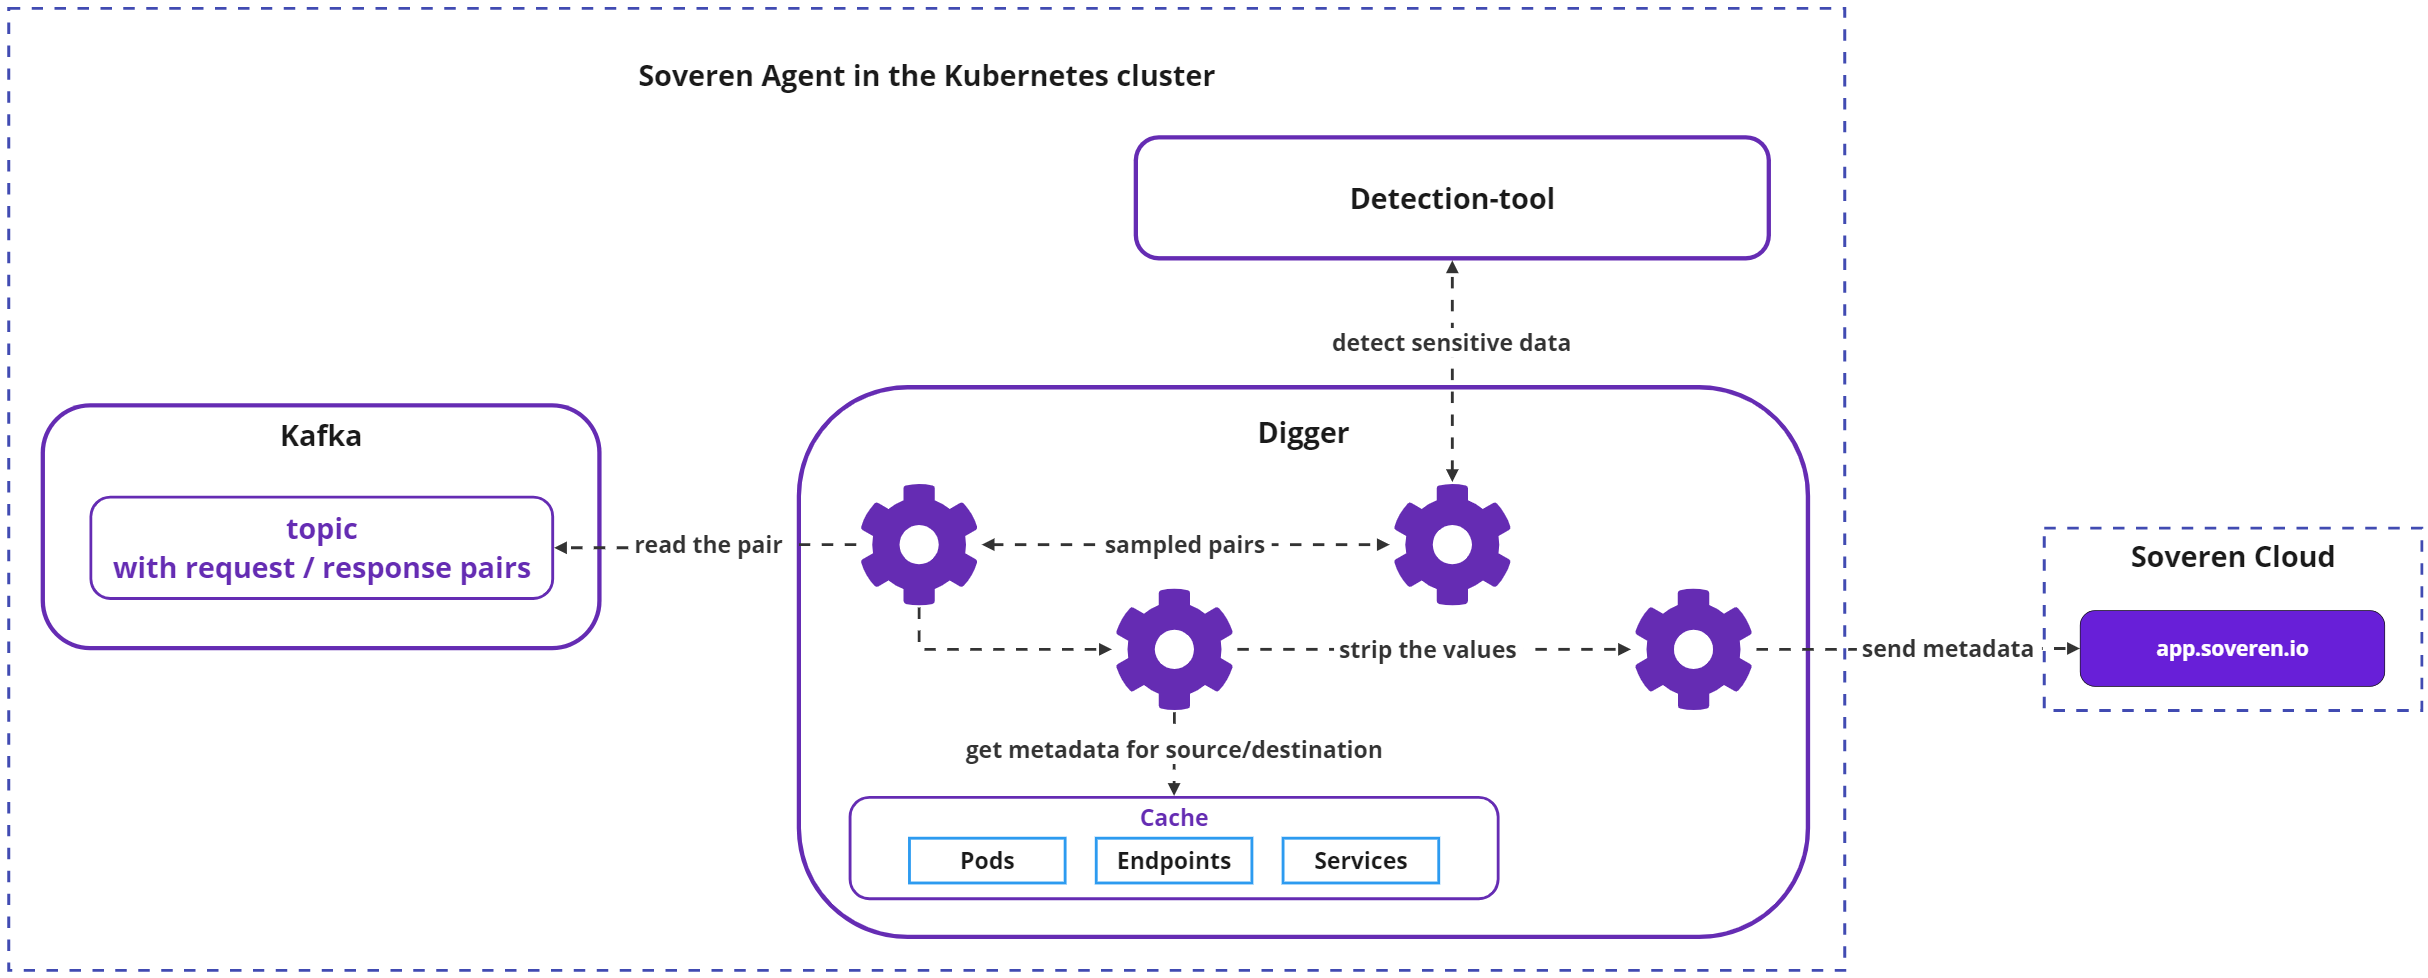 Soveren Agent in the Kubernetes cluster
Detection-tool
detect sensitive data
Kafka
topic
with request / response pairs
read the pair
Digger
sampled pairs
strip the values
get metadata for source/destination
Cache
Pods
Endpoints
Services
send metadata
Soveren Cloud
app.soveren.io